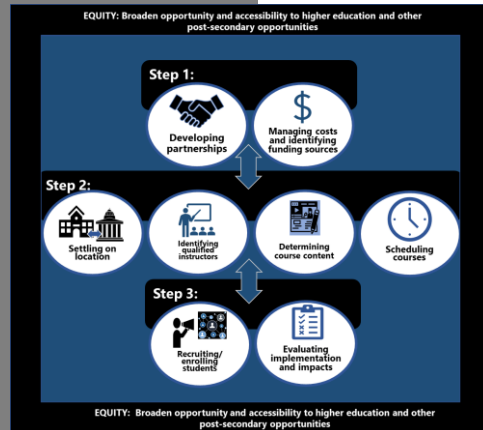 EQUITY: Broaden opportunity and accessibility to higher education and other
post-secondary opportunities
Step 1:
Developing
partnerships
$
Managing costs
and identifying
funding sources
Step 2:
Settling on
location
Identifying
qualified
instructors
Determining
course content
Scheduling
courses
Step 3:
Recruiting/
enrolling
students
Evaluating
implementation
and impacts
EQUITY: Broaden opportunity and accessibility to higher education and other
post-secondary opportunities